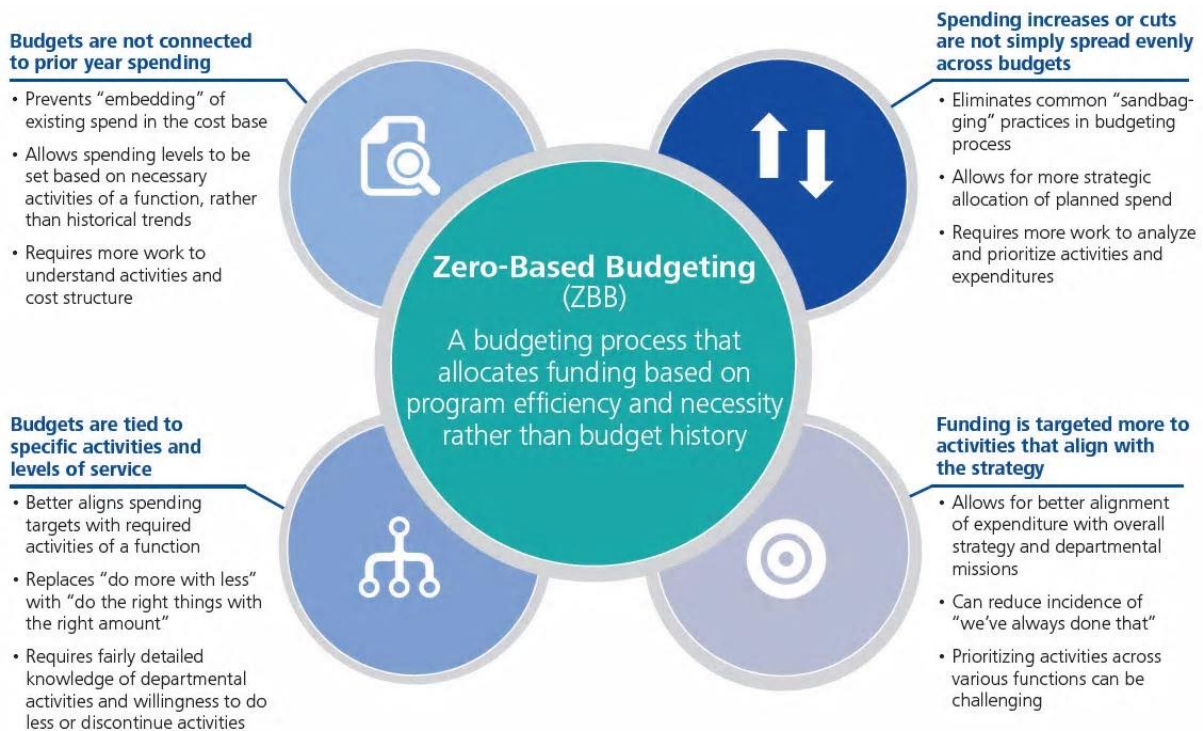 Budgets are not connected
to prior year spending
• Prevents “embedding” of
existing spend in the cost base
• Allows spending levels to be
set based on necessary
activities of a function, rather
than historical trends
• Requires more work to
understand activities and
cost structure
Spending increases or cuts
are not simply spread evenly
across budgets
• Eliminates common “sandbag-
ging” practices in budgeting
process
• Allows for more strategic
allocation of planned spend
• Requires more work to analyze
and prioritize activities and
expenditures
Zero-Based Budgeting
(ZBB)
A budgeting process that
allocates funding based on
program efficiency and necessity
rather than budget history
Budgets are tied to
specific activities and
levels of service
• Better aligns spending
targets with required
activities of a function
• Replaces “do more with less”
with “do the right things with
the right amount”
• Requires fairly detailed
knowledge of departmental
activities and willingness to do
less or discontinue activities
Funding is targeted more to
activities that align with
the strategy
• Allows for better alignment
of expenditure with overall
strategy and departmental
missions
• Can reduce incidence of
“we’ve always done that”
• Prioritizing activities across
various functions can be
challenging